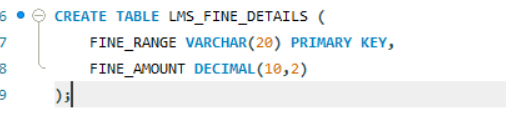 6 CREATE TABLE LMS_FINE_DETAILS (
7 FINE_RANGE VARCHAR(20) PRIMARY KEY,
8 FINE_AMOUNT DECIMAL(10,2)
9 );